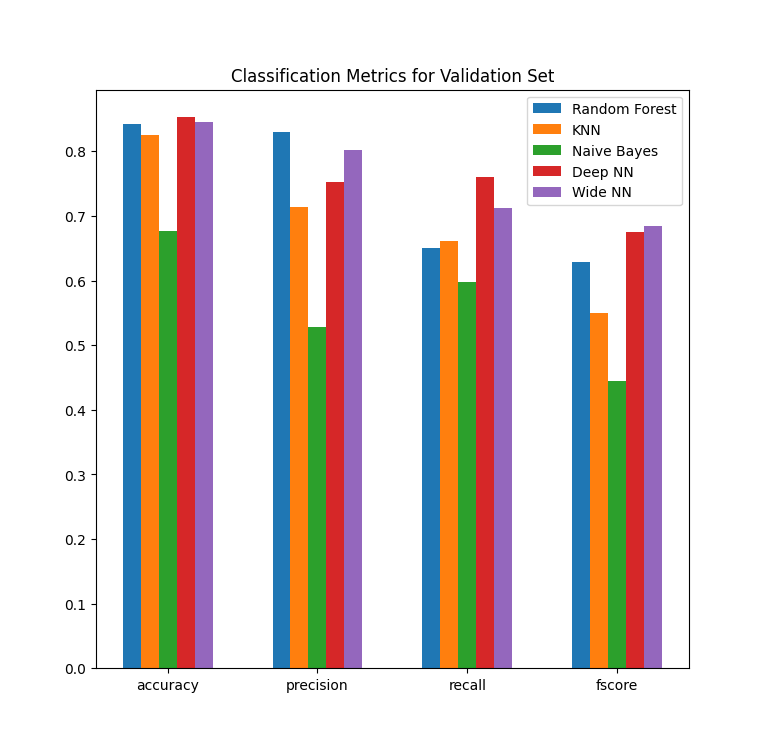 Classification Metrics for Validation Set
Random Forest
KNN
Naive Bayes
Deep NN
Wide NN
0.8
0.7
0.6
0.5
0.4
0.3
0.2
0.1
0.0
accuracy precision recall fscore